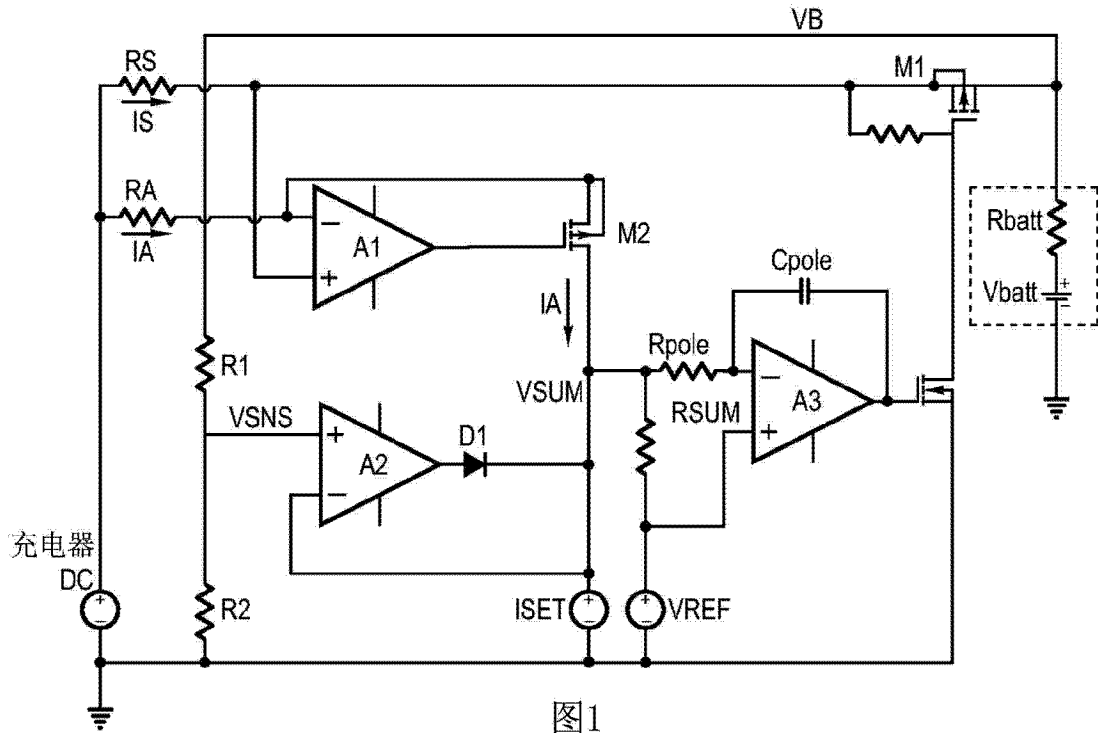 VB
RS
M1
IS
RA
IA
A1
M2
Rbatt
Cpole
Vbatt
+
−
IA
−
+
R1
Rpole
VSUM
−
A3
+
RSUM
VSNS
+
A2
−
D1
充电器
DC
+
−
R2
ISET
+
−
+
−
VREF
图1